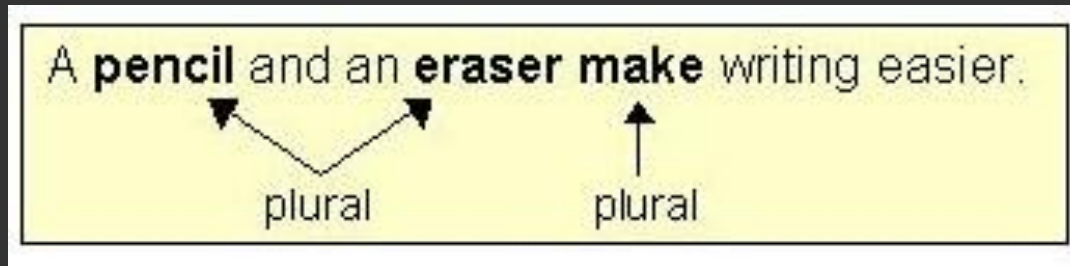 A pencil and an eraser make writing easier.
plural plural